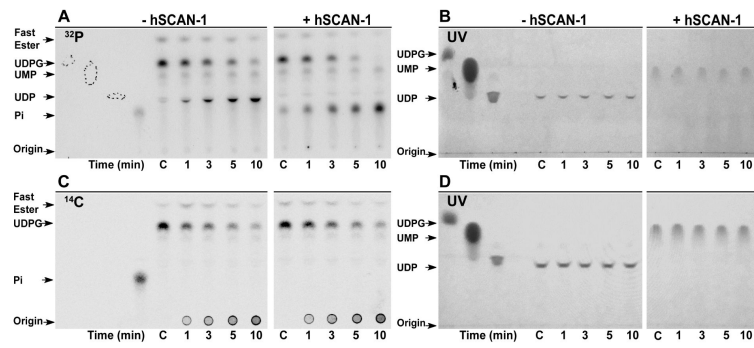 A - hSCAN-1 + hSCAN-1 B - hSCAN-1 + hSCAN-1
Fast
Ester
32P
UV
UDPG
UMP
UDP
Pi
Origin
UDPG
UMP
UDP
Origin
Time (min) C 1 3 5 10 C 1 3 5 10
Time (min) C 1 3 5 10 C 1 3 5 10
C
D
Fast
Ester
14C
UV
UDPG
Pi
Origin
UDPG
UMP
UDP
Origin
Time (min) C 1 3 5 10 C 1 3 5 10
Time (min) C 1 3 5 10 C 1 3 5 10